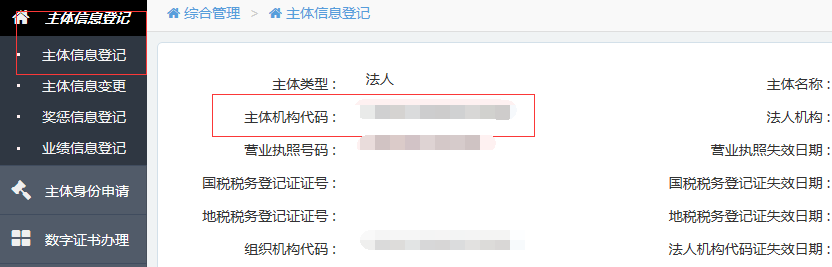 主体信息登记
综合管理 > 主体信息登记
主体信息登记
主体信息变更
奖惩信息登记
业绩信息登记
主体身份申请
数字证书办理
主体类型： 法人 主体名称：
主体机构代码： 法人机构：
营业执照号码： 营业执照失效日期：
国税税务登记证证号： 国税税务登记证失效日期：
地税税务登记证证号： 地税税务登记证失效日期：
组织机构代码： 法人机构代码证失效日期：